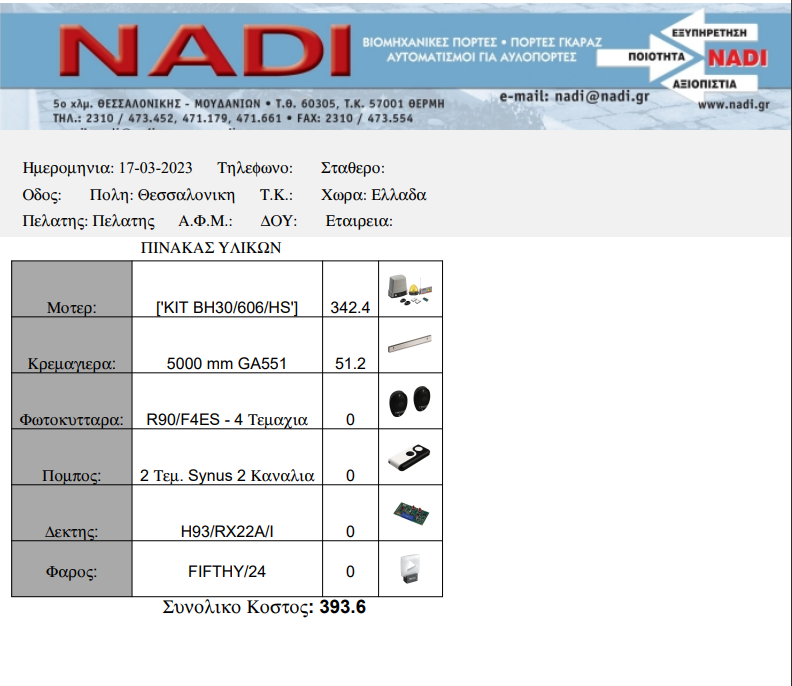 NADI
ΒΙΟΜΗΧΑΝΙΚΕΣ ΠΟΡΤΕΣ • ΠΟΡΤΕΣ ΓΚΑΡΑΖ
ΑΥΤΟΜΑΤΙΣΜΟΙ ΓΙΑ ΑΥΛΟΠΟΡΤΕΣ
ΕΞΥΠΗΡΕΤΗΣΗ
ΠΟΙΟΤΗΤΑ
NADI
ΑΞΙΟΠΙΣΤΙΑ
5ο χλμ. ΘΕΣΣΑΛΟΝΙΚΗΣ - ΜΟΥΔΑΝΙΩΝ • Τ.Θ. 60305, Τ.Κ. 57001 ΘΕΡΜΗ
ΤΗΛ.: 2310 / 473.452, 471.179, 471.661 • FAX: 2310 / 473.554
e-mail: nadi@nadi.gr
www.nadi.gr
Ημερομηνια: 17-03-2023 Τηλεφωνο: Σταθερο:
Οδος: Πολη: Θεσσαλονικη Τ.Κ.: Χωρα: Ελλαδα
Πελατης: Πελατης Α.Φ.Μ.: ΔΟΥ: Εταιρεια:
ΠΙΝΑΚΑΣ ΥΛΙΚΩΝ
Μοτερ: ['KIT BH30/606/HS'] 342.4
Κρεμαγιερα: 5000 mm GA551 51.2
Φωτοκυτταρα: R90/F4ES - 4 Τεμαχια 0
Πομπος: 2 Τεμ. Synus 2 Καναλια 0
Δεκτης: H93/RX22A/I 0
Φαρος: FIFTHY/24 0
Συνολικο Κοστος: 393.6